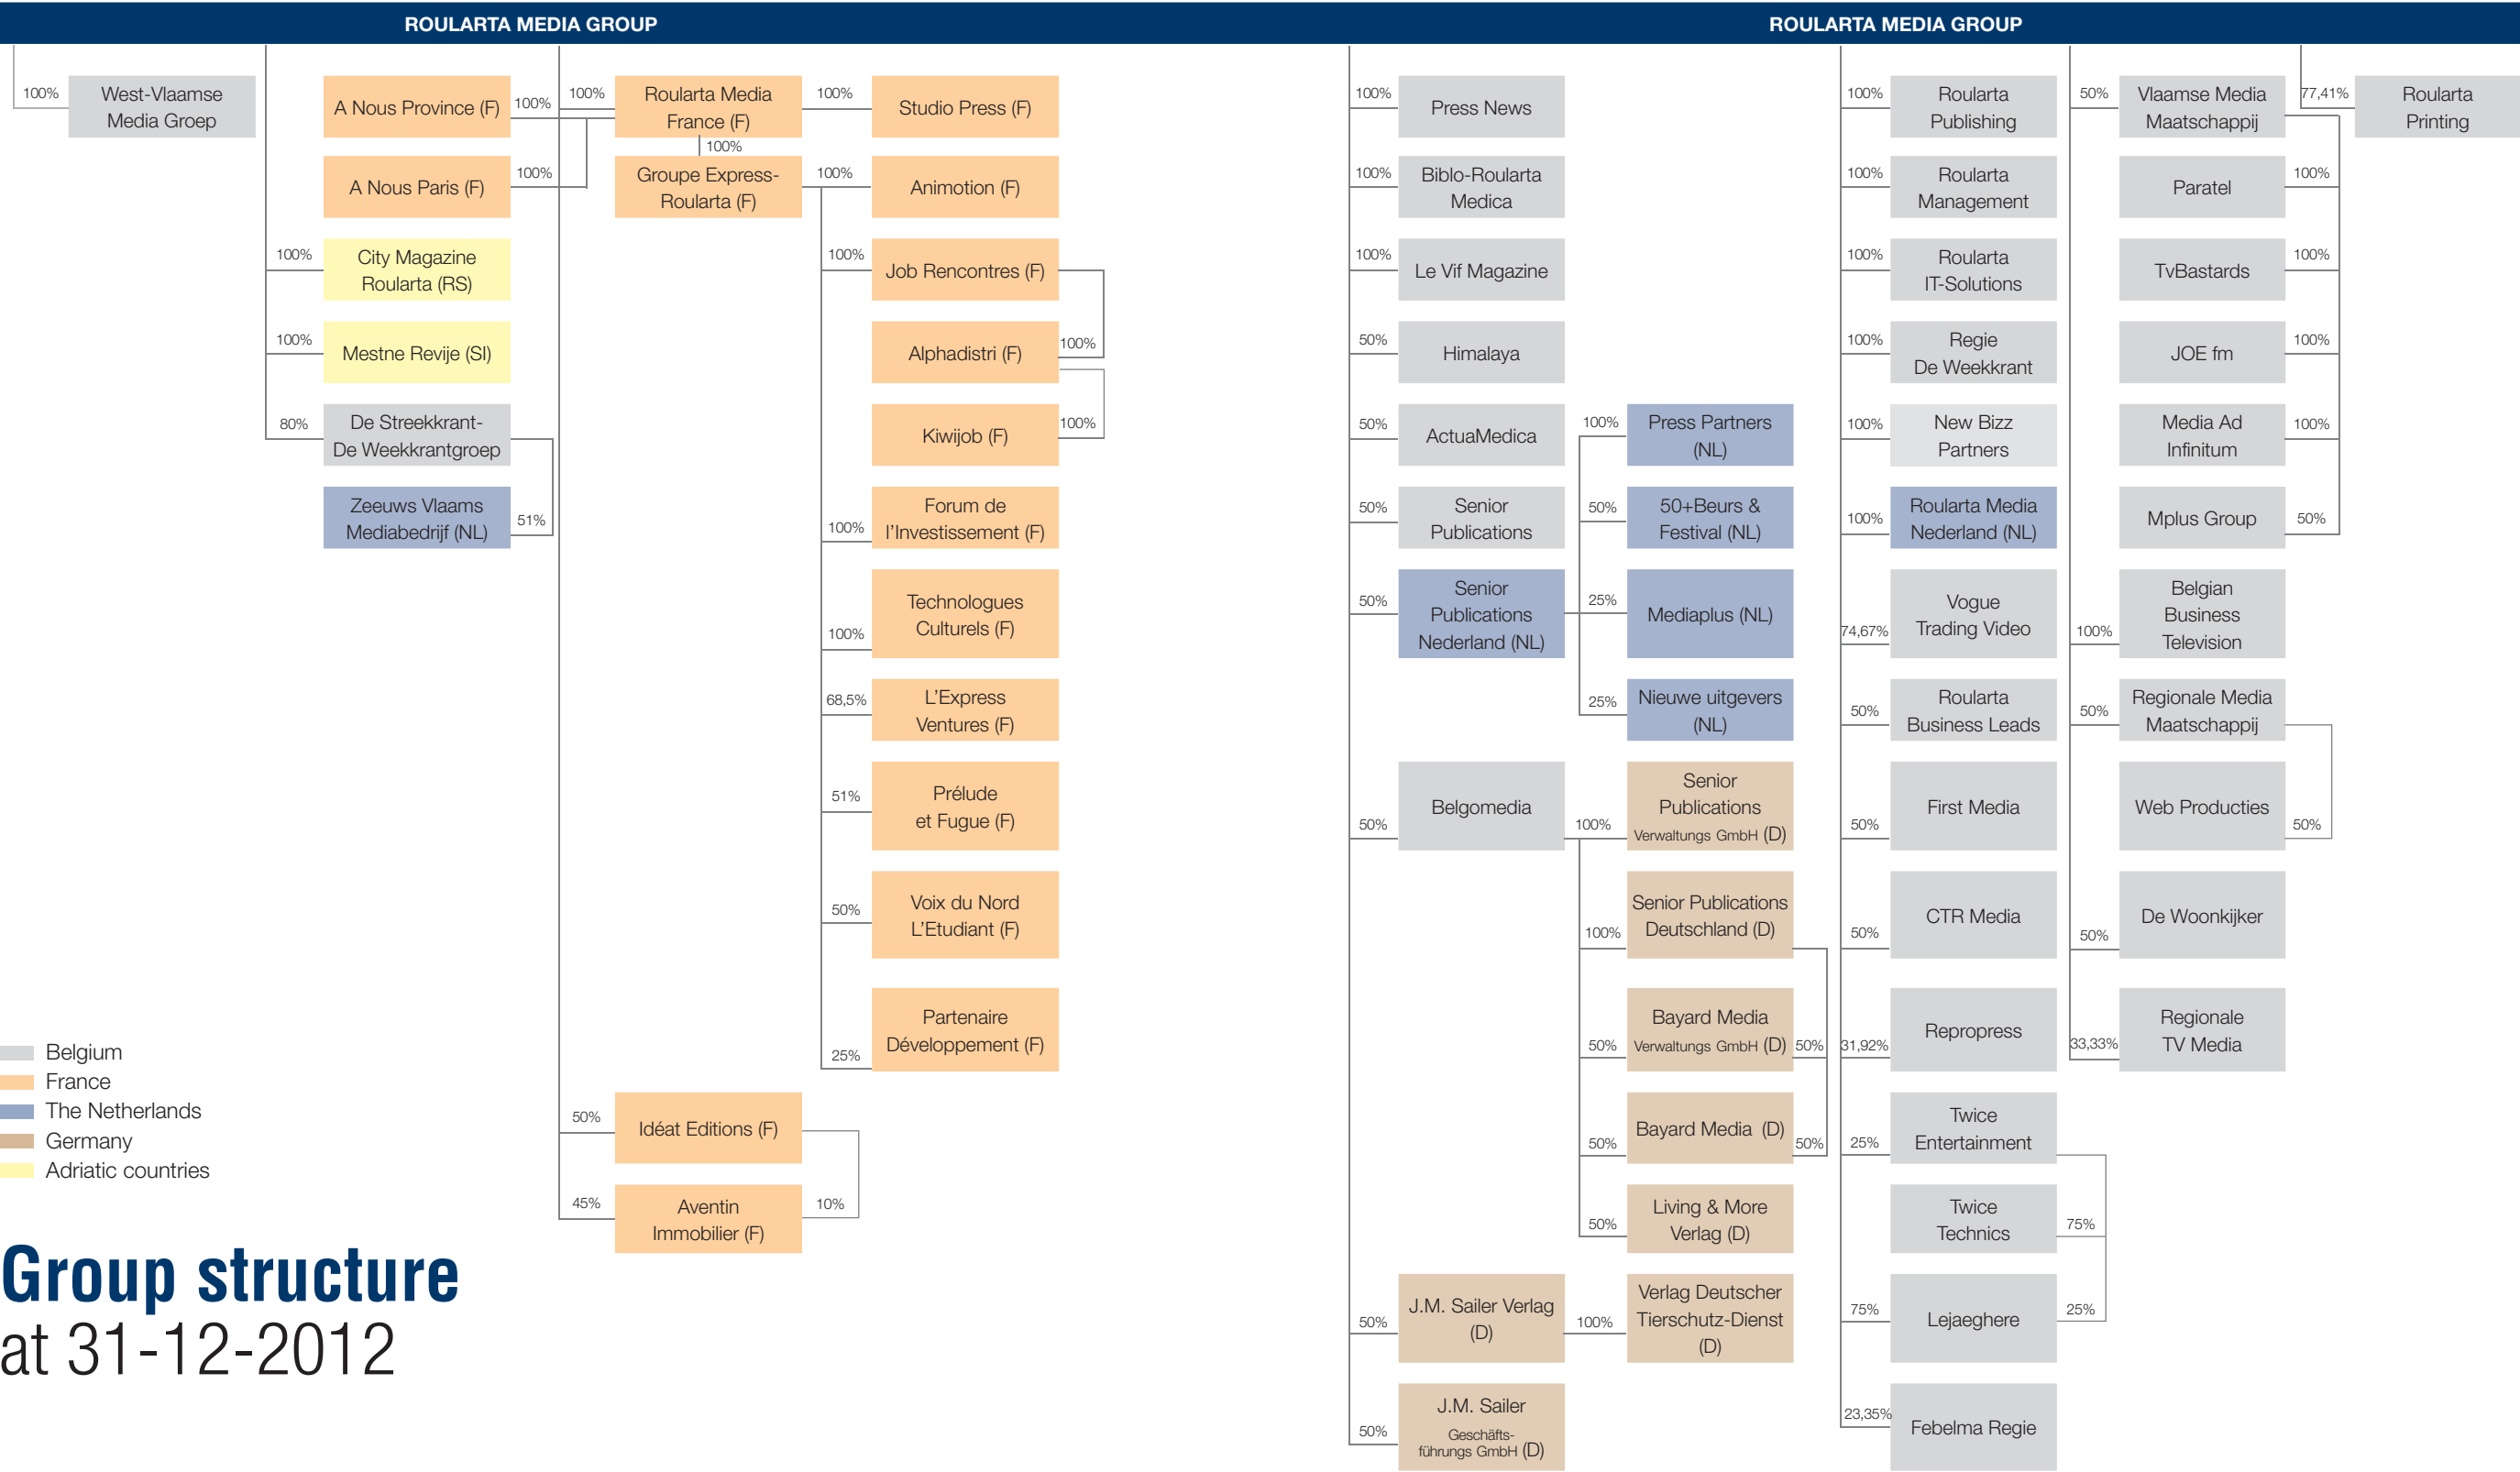 ROULARTA MEDIA GROUP
ROULARTA MEDIA GROUP
100%
West-Vlaamse
Media Groep
A Nous Province (F)
100%
A Nous Paris (F)
100%
100%
City Magazine
Roularta (RS)
100%
Mestne Revije (SI)
80%
De Streekkrant-
De Weekkrantgroep
Zeeuws Vlaams
Mediabedrijf (NL)
51%
100%
Roularta Media
France (F)
100%
Groupe Express-
Roularta (F)
100%
Studio Press (F)
100%
Animotion (F)
100%
Job Rencontres (F)
Alphadistri (F)
100%
Kiwijob (F)
100%
100%
Forum de
l’Investissement (F)
100%
Technologues
Culturels (F)
68,5%
L’Express
Ventures (F)
51%
Prélude
et Fugue (F)
50%
Voix du Nord
L’Etudiant (F)
25%
Partenaire
Développement (F)
50%
Idéat Editions (F)
45%
Aventin
Immobilier (F)
10%
Belgium
France
The Netherlands
Germany
Adriatic countries
Group structure
at 31-12-2012
100%
Press News
100%
Biblo-Roularta
Medica
100%
Le Vif Magazine
50%
Himalaya
50%
ActuaMedica
50%
Senior
Publications
50%
Senior
Publications
Nederland (NL)
100%
Press Partners
(NL)
50%
50+Beurs &
Festival (NL)
25%
Mediaplus (NL)
25%
Nieuwe uitgevers
(NL)
50%
Belgomedia
100%
Senior
Publications
Verwaltungs GmbH (D)
100%
Senior Publications
Deutschland (D)
50%
Bayard Media
Verwaltungs GmbH (D)
50%
50%
Bayard Media (D)
50%
50%
Living & More
Verlag (D)
50%
J.M. Sailer Verlag
(D)
100%
Verlag Deutscher
Tierschutz-Dienst
(D)
50%
J.M. Sailer
Geschäfts-
führungs GmbH (D)
100%
Roularta
Publishing
100%
Roularta
Management
100%
Roularta
IT-Solutions
100%
Regie
De Weekkrant
100%
New Bizz
Partners
100%
Roularta Media
Nederland (NL)
74,67%
Vogue
Trading Video
50%
Roularta
Business Leads
50%
First Media
50%
CTR Media
31,92%
Repropress
25%
Twice
Entertainment
Twice
Technics
75%
75%
Lejaeghere
25%
23,35%
Febelma Regie
50%
Vlaamse Media
Maatschappij
Paratel
100%
TvBastards
100%
JOE fm
100%
Media Ad
Infinitum
100%
Mplus Group
50%
100%
Belgian
Business
Television
50%
Regionale Media
Maatschappij
Web Producties
50%
50%
De Woonkijker
33,33%
Regionale
TV Media
77,41%
Roularta
Printing